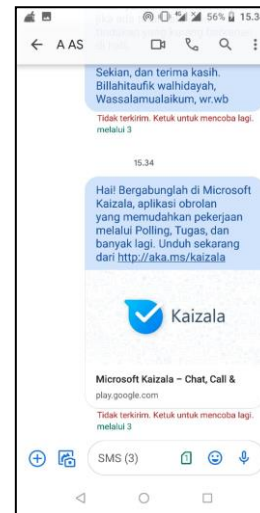 56% 15.3
A AS
Sekian, dan terima kasih.
Billahitaufik walhidayah,
Wassalamualaikum, wr.wb
Tidak terkirim. Ketuk untuk mencoba lagi.
melalui 3
15.34
Hai! Bergabunglah di Microsoft
Kaizala, aplikasi obrolan
yang memudahkan pekerjaan
melalui Polling, Tugas, dan
banyak lagi. Unduh sekarang
dari http://aka.ms/kaizala
Kaizala
Microsoft Kaizala – Chat, Call &
play.google.com
Tidak terkirim. Ketuk untuk mencoba lagi.
melalui 3
SMS (3)
1